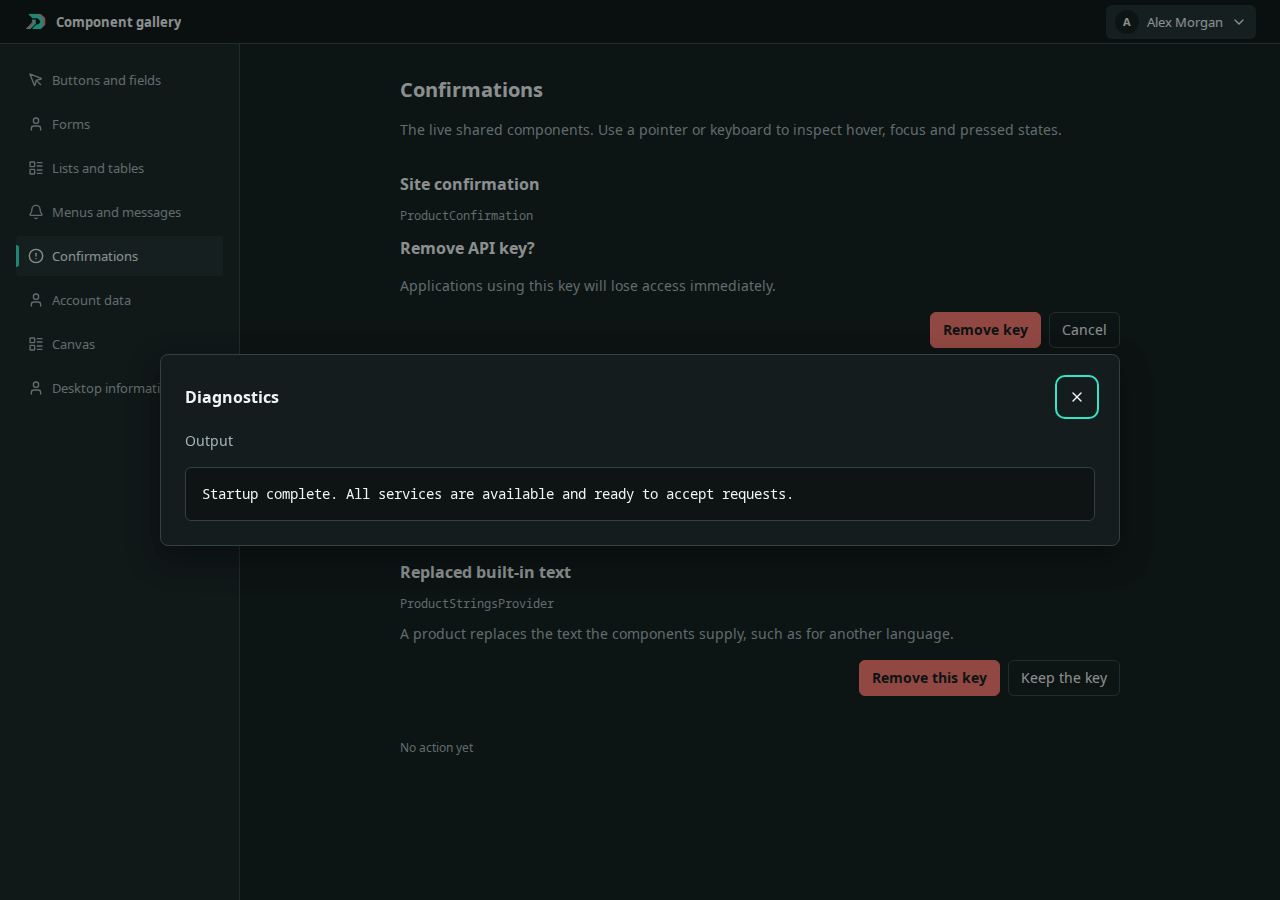 Component gallery
A
Alex Morgan
Buttons and fields
Forms
Lists and tables
Menus and messages
Confirmations
Account data
Canvas
Desktop
Confirmations
The live shared components. Use a pointer or keyboard to inspect hover, focus and pressed states.
Site confirmation
ProductConfirmation
Remove API key?
Applications using this key will lose access immediately.
Remove key
Cancel
Diagnostics
Output
Startup complete. All services are available and ready to accept requests.
Replaced built-in text
ProductStringsProvider
A product replaces the text the components supply, such as for another language.
Remove this key
Keep the key
No action yet